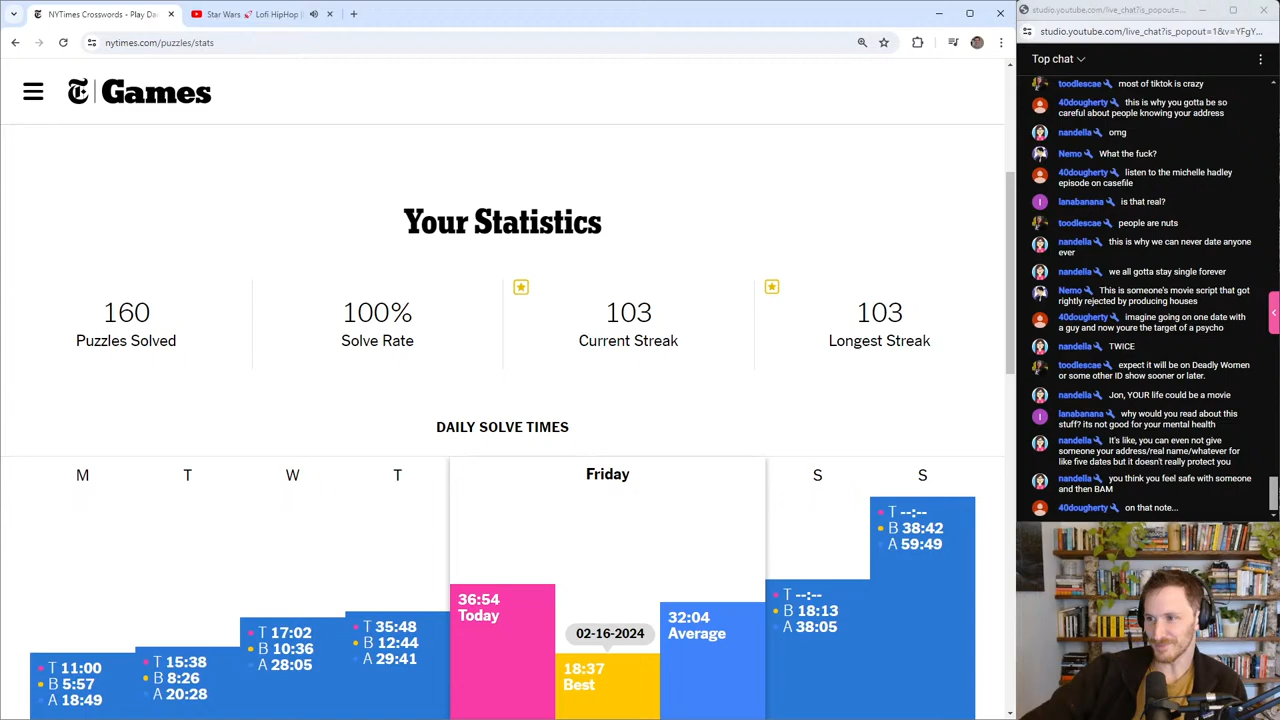 NYTimes Crosswords - Play Da
Star Wars 🚀 Lofi HipHop |
nytimes.com/puzzles/stats
Games
Your Statistics
160
Puzzles Solved
100%
Solve Rate
103
Current Streak
103
Longest Streak
DAILY SOLVE TIMES
M
T
W
T
Friday
S
S
T 11:00
B 5:57
A 18:49
T 15:38
B 8:26
A 20:28
T 17:02
B 10:36
A 28:05
T 35:48
B 12:44
A 29:41
36:54
Today
02-16-2024
18:37
Best
32:04
Average
T --:--
B 18:13
A 38:05
T --:--
B 38:42
A 59:49
studio.youtube.com/live_chat?is_popout=...
studio.youtube.com/live_chat?is_popout=1&v=YFgY...
Top chat
toodlescae most of tiktok is crazy
40dougherty this is why you gotta be so
careful about people knowing your address
nandella omg
Nemo What the fuck?
40dougherty listen to the michelle hadley
episode on casefile
I
lanabanana is that real?
toodlescae people are nuts
nandella this is why we can never date anyone
ever
nandella we all gotta stay single forever
Nemo This is someone's movie script that got
rightly rejected by producing houses
40dougherty imagine going on one date with
a guy and now youre the target of a psycho
nandella TWICE
toodlescae expect it will be on Deadly Women
or some other ID show sooner or later.
nandella Jon, YOUR life could be a movie
I
lanabanana why would you read about this
stuff? its not good for your mental health
nandella It's like, you can even not give
someone your address/real name/whatever for
like five dates but it doesn't really protect you
nandella you think you feel safe with someone
and then BAM
40dougherty on that note...